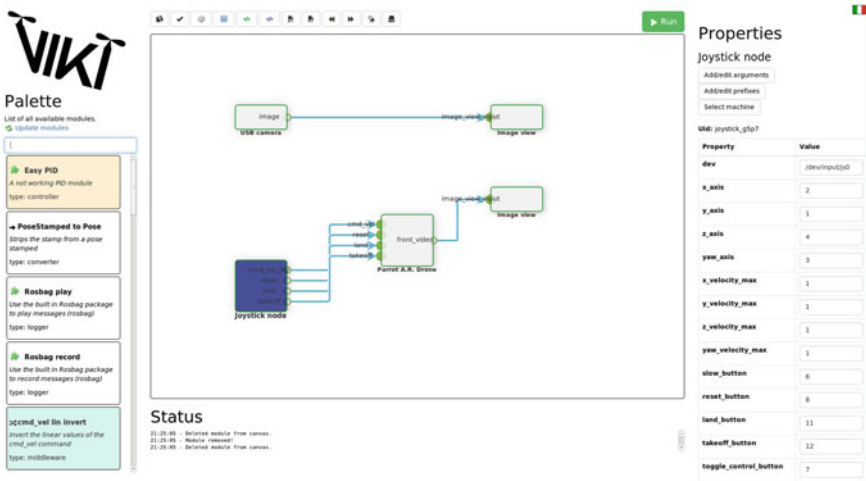 VIKI
Palette
List of all available modules.
Update modules
Easy PID
A not working PID module
type: controller
PoseStamped to Pose
Strips the stamp from a pose
stamped
type: converter
Rosbag play
Use the built in Rosbag package
to play messages (rosbag)
type: logger
Rosbag record
Use the built in Rosbag package
to record messages (rosbag)
type: logger
cmd_vel lin invert
Invert the linear values of the
cmd_vel command
type: middleware
Run
image
USB camera
Image view
Image view
front_video
Parrot A.R. Drone
reset
land
takeoff
Joystick node
Status
21:25:05 - Deleted module from canvas.
21:25:05 - Module removed!
21:25:05 - Deleted module from canvas.
Properties
Joystick node
Add/edit arguments
Add/edit prefixes
Select machine
Uid: joystick_g5p7
Property Value
dev /dev/input/js0
x_axis 2
y_axis 1
z_axis 4
yaw_axis 3
x_velocity_max 1
y_velocity_max 1
z_velocity_max 1
yaw_velocity_max 1
slow_button 6
reset_button 8
land_button 11
takeoff_button 12
toggle_control_button 7